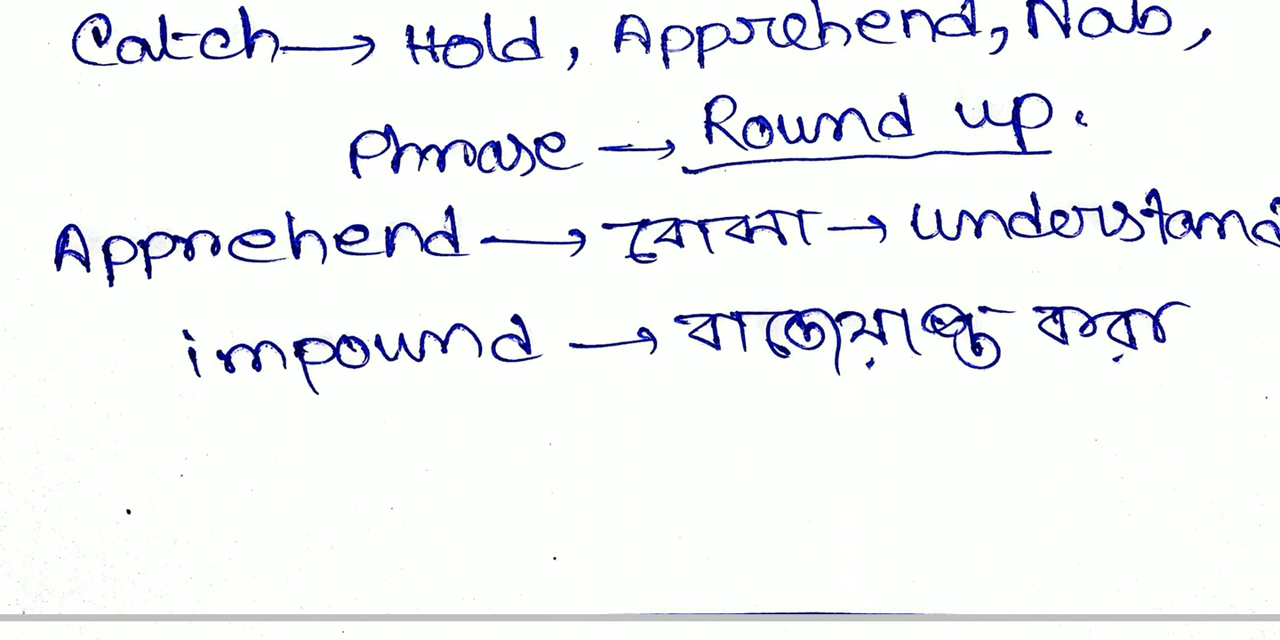 Catch → Hold, Apprehend, Nab,
Phrase → Round up.
Apprehend → বোঝা → understand
impound → বাজেয়াপ্ত করা